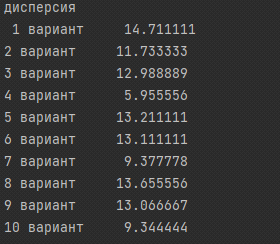 дисперсия
1 вариант 14.711111
2 вариант 11.733333
3 вариант 12.988889
4 вариант 5.955556
5 вариант 13.211111
6 вариант 13.111111
7 вариант 9.377778
8 вариант 13.655556
9 вариант 13.066667
10 вариант 9.344444